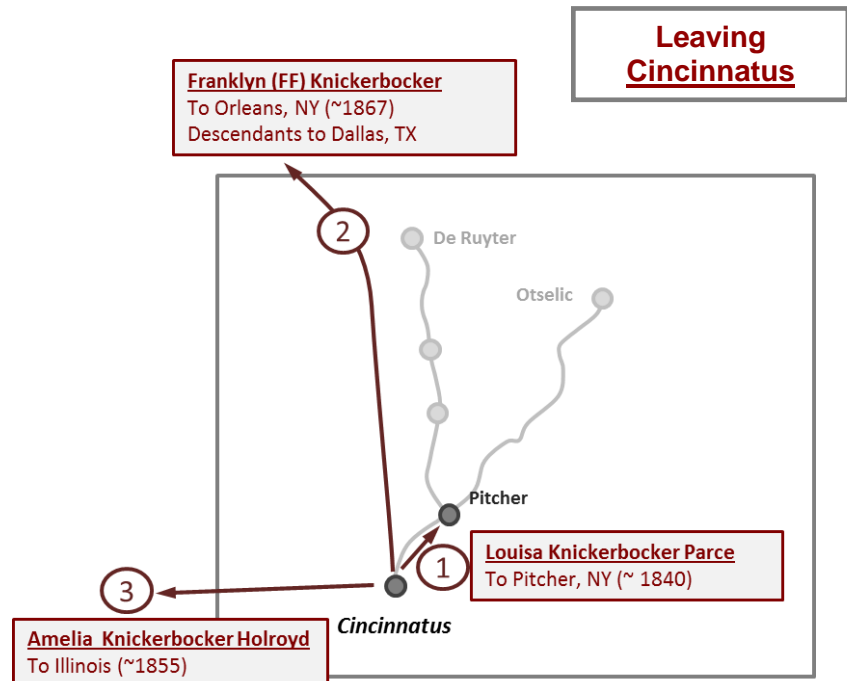 Leaving
Cincinnatus
Franklyn (FF) Knickerbocker
To Orleans, NY (~1867)
Descendants to Dallas, TX
2
De Ruyter
Otselic
Pitcher
1
Louisa Knickerbocker Parce
To Pitcher, NY (~ 1840)
3
Cincinnatus
Amelia Knickerbocker Holroyd
To Illinois (~1855)